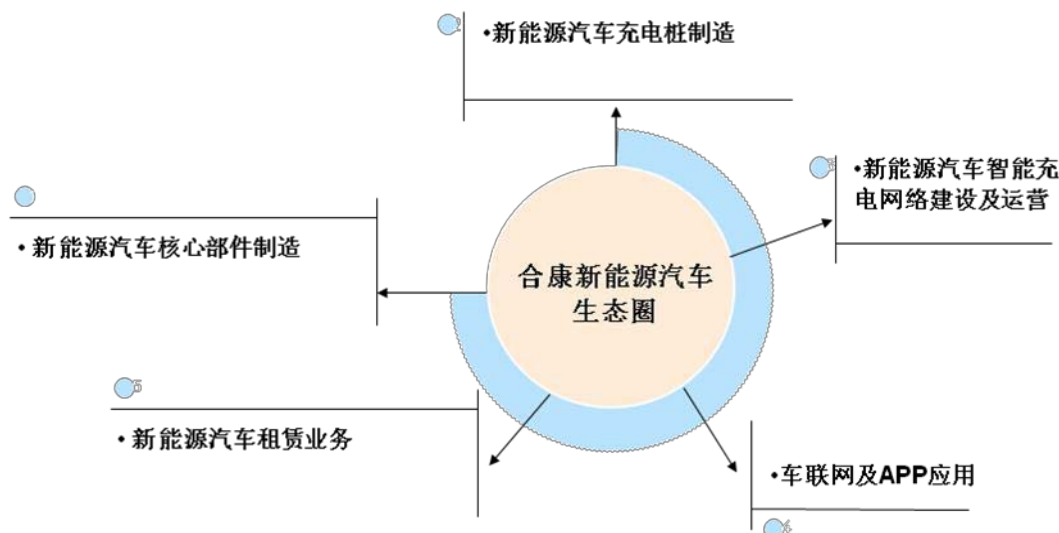 •新能源汽车充电桩制造
•新能源汽车智能充
电网络建设及运营
•新能源汽车核心部件制造
合康新能源汽车
生态圈
•新能源汽车租赁业务
•车联网及APP应用